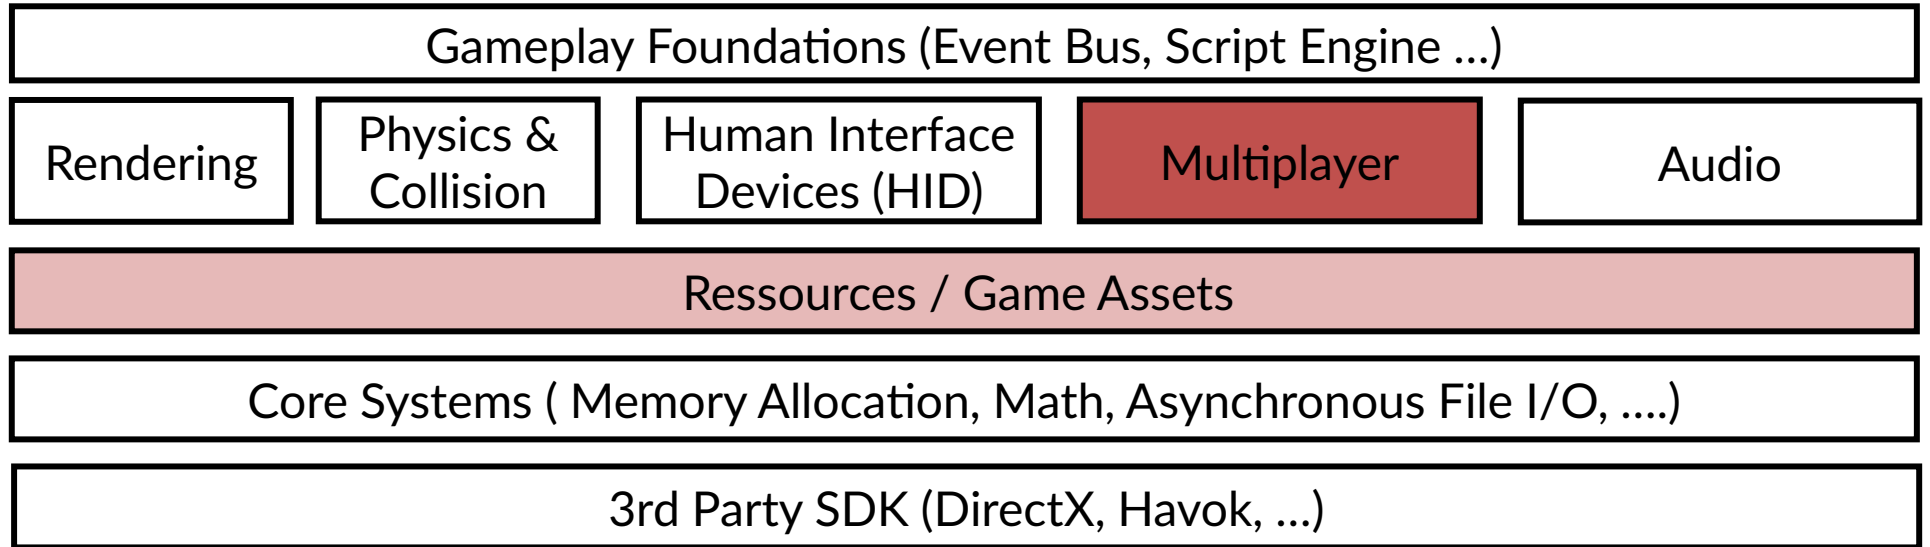 Gameplay Foundations (Event Bus, Script Engine ...)
Rendering
Physics &
Collision
Human Interface
Devices (HID)
Multiplayer
Audio
Ressources / Game Assets
Core Systems ( Memory Allocation, Math, Asynchronous File I/O, ....)
3rd Party SDK (DirectX, Havok, ...)